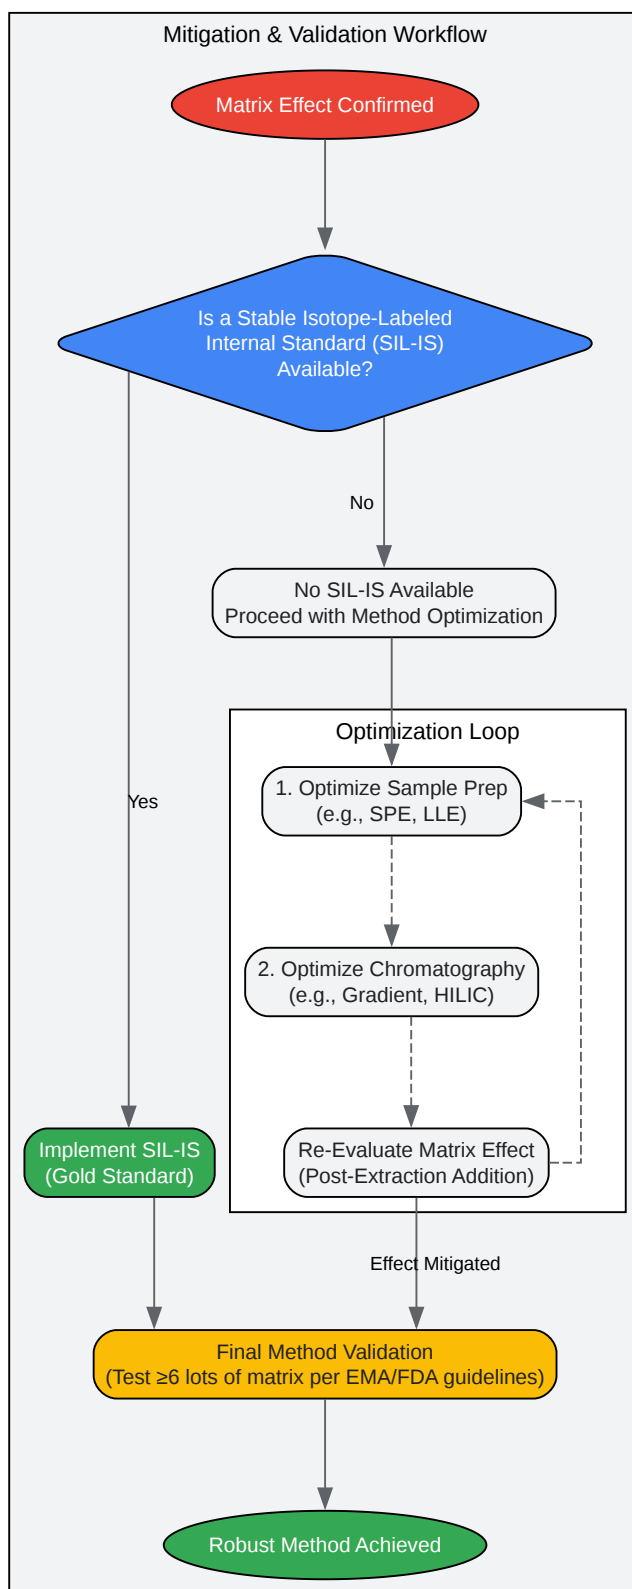 Mitigation & Validation Workflow
Matrix Effect Confirmed
Is a Stable Isotope-Labeled
Internal Standard (SIL-IS)
Available?
No
No SIL-IS Available
Proceed with Method Optimization
Optimization Loop
1. Optimize Sample Prep
(e.g., SPE, LLE)
Yes
2. Optimize Chromatography
(e.g., Gradient, HILIC)
Implement SIL-IS
(Gold Standard)
Re-Evaluate Matrix Effect
(Post-Extraction Addition)
Effect Mitigated
Final Method Validation
(Test ≥6 lots of matrix per EMA/FDA guidelines)
Robust Method Achieved